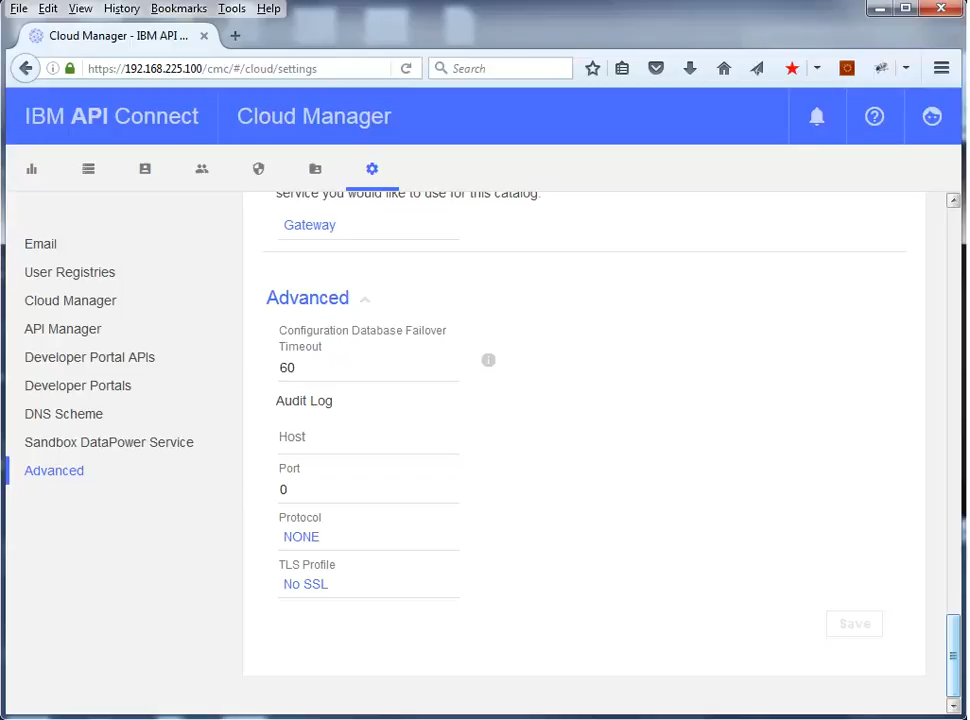 File Edit View History Bookmarks Tools Help
Cloud Manager - IBM API ...
https://192.168.225.100/cmc/#/cloud/settings
Search
IBM API Connect
Cloud Manager
service you would like to use for this catalog.
Gateway
Email
User Registries
Cloud Manager
API Manager
Developer Portal APIs
Developer Portals
DNS Scheme
Sandbox DataPower Service
Advanced
Advanced
Configuration Database Failover
Timeout
60
Audit Log
Host
Port
0
Protocol
NONE
TLS Profile
No SSL
Save